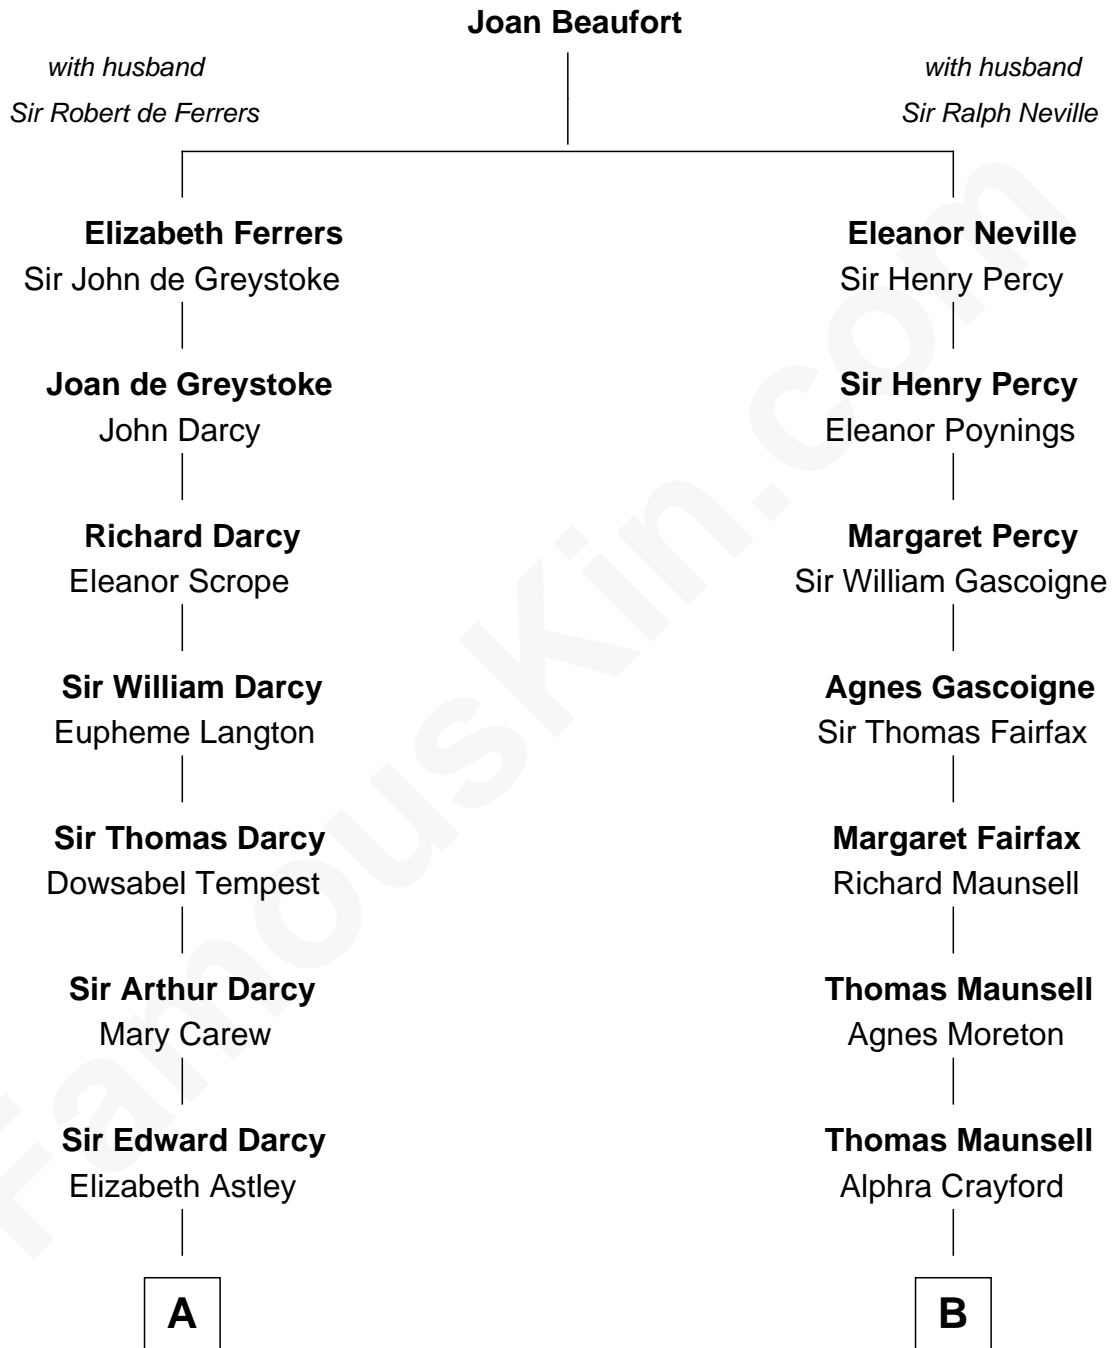 Joan Beaufort
with husband
Sir Robert de Ferrers
with husband
Sir Ralph Neville
Elizabeth Ferrers
Sir John de Greystoke
Eleanor Neville
Sir Henry Percy
Joan de Greystoke
John Darcy
Sir Henry Percy
Eleanor Poynings
Richard Darcy
Eleanor Scrope
Margaret Percy
Sir William Gascoigne
Sir William Darcy
Eupheme Langton
Agnes Gascoigne
Sir Thomas Fairfax
Sir Thomas Darcy
Dowsabel Tempest
Margaret Fairfax
Richard Maunsell
Sir Arthur Darcy
Mary Carew
Thomas Maunsell
Agnes Moreton
Sir Edward Darcy
Elizabeth Astley
Thomas Maunsell
Alphra Crayford
A
B
FamousKin.com